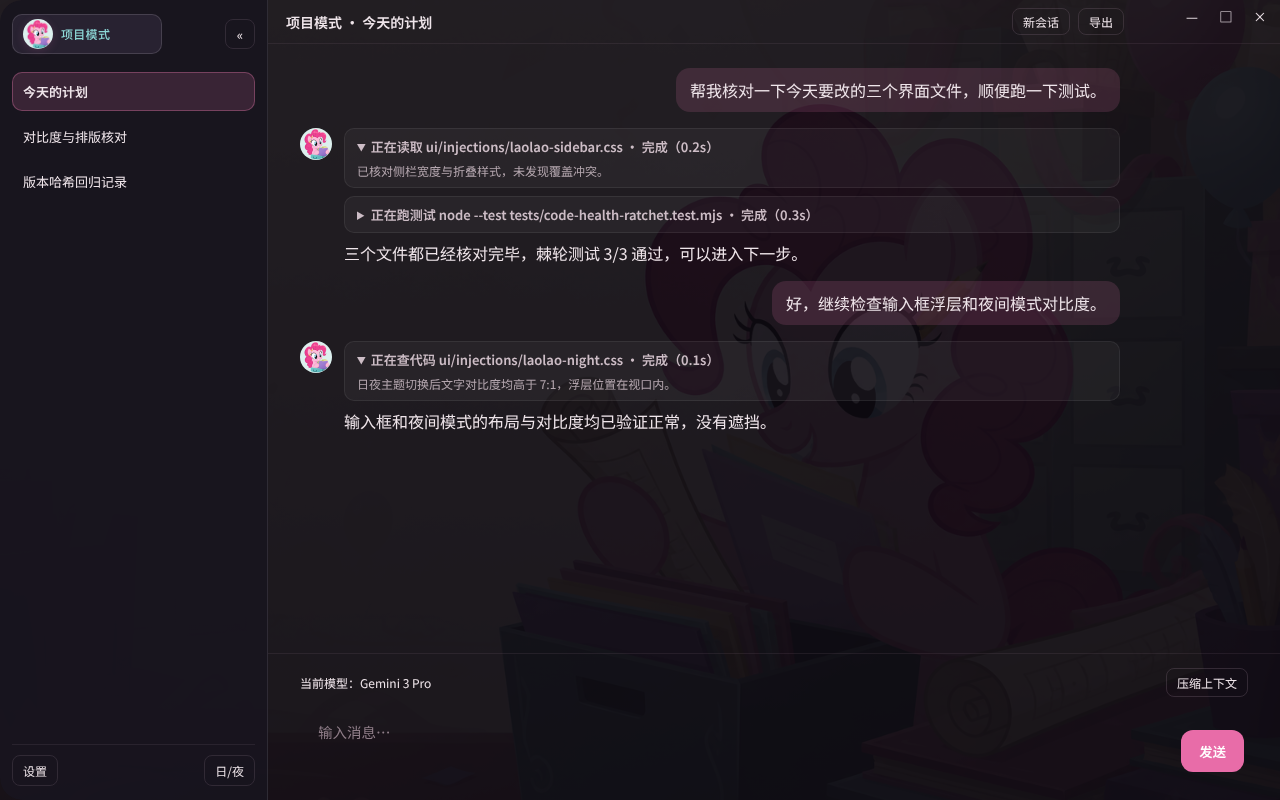 项目模式
«
今天的计划
对比度与排版核对
版本哈希回归记录
设置
日/夜
项目模式 · 今天的计划
新会话
导出
帮我核对一下今天要改的三个界面文件，顺便跑一下测试。
▼ 正在读取 ui/injections/laolao-sidebar.css · 完成（0.2s）
已核对侧栏宽度与折叠样式，未发现覆盖冲突。
▶ 正在跑测试 node --test tests/code-health-ratchet.test.mjs · 完成（0.3s）
三个文件都已经核对完毕，棘轮测试 3/3 通过，可以进入下一步。
好，继续检查输入框浮层和夜间模式对比度。
▼ 正在查代码 ui/injections/laolao-night.css · 完成（0.1s）
日夜主题切换后文字对比度均高于 7:1，浮层位置在视口内。
输入框和夜间模式的布局与对比度均已验证正常，没有遮挡。
当前模型：Gemini 3 Pro
压缩上下文
输入消息…
发送